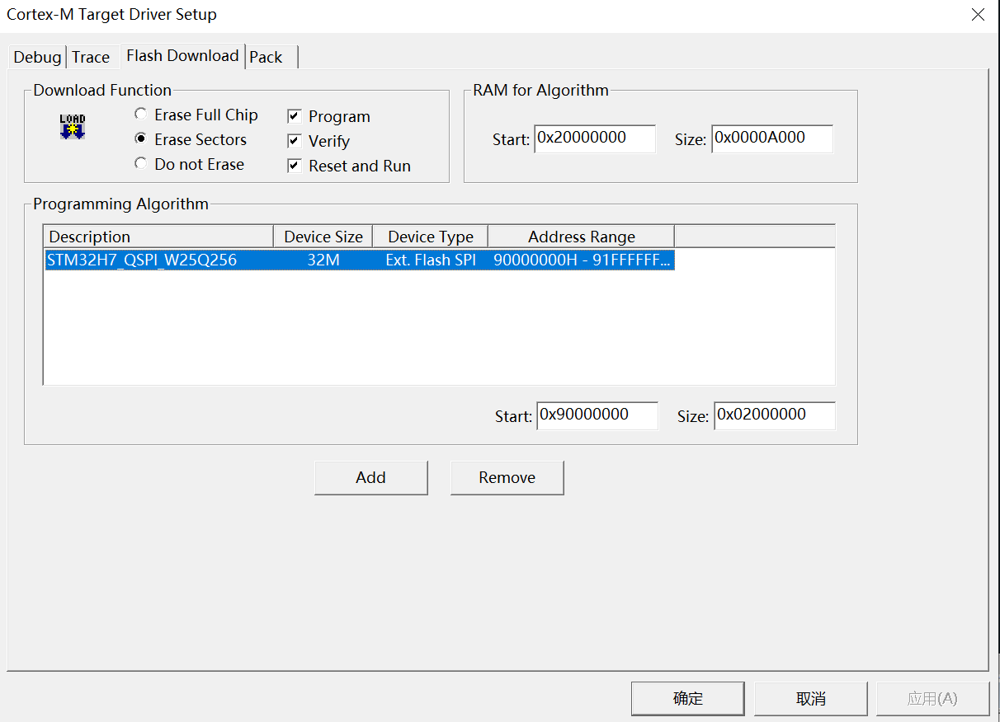 Cortex-M Target Driver Setup
Debug Trace Flash Download Pack
Download Function
LOAD
Erase Full Chip
Erase Sectors
Do not Erase
Program
Verify
Reset and Run
RAM for Algorithm
Start: 0x20000000 Size: 0x0000A000
Programming Algorithm
Description Device Size Device Type Address Range
STM32H7_QSPI_W25Q256 32M Ext. Flash SPI 90000000H - 91FFFFFF...
Start: 0x90000000 Size: 0x02000000
Add Remove
确定 取消 应用(A)